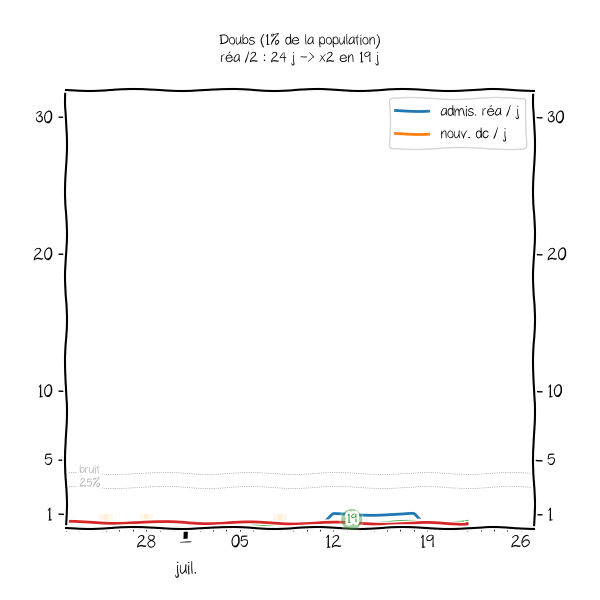 Doubs (1% de la population)
réa /2 : 24 j -> x2 en 19 j
admis. réa / j
nouv. dc / j
30
30
20
20
10
10
5
5
bruit
25%
1
1
19
28
05
12
19
26
juil.